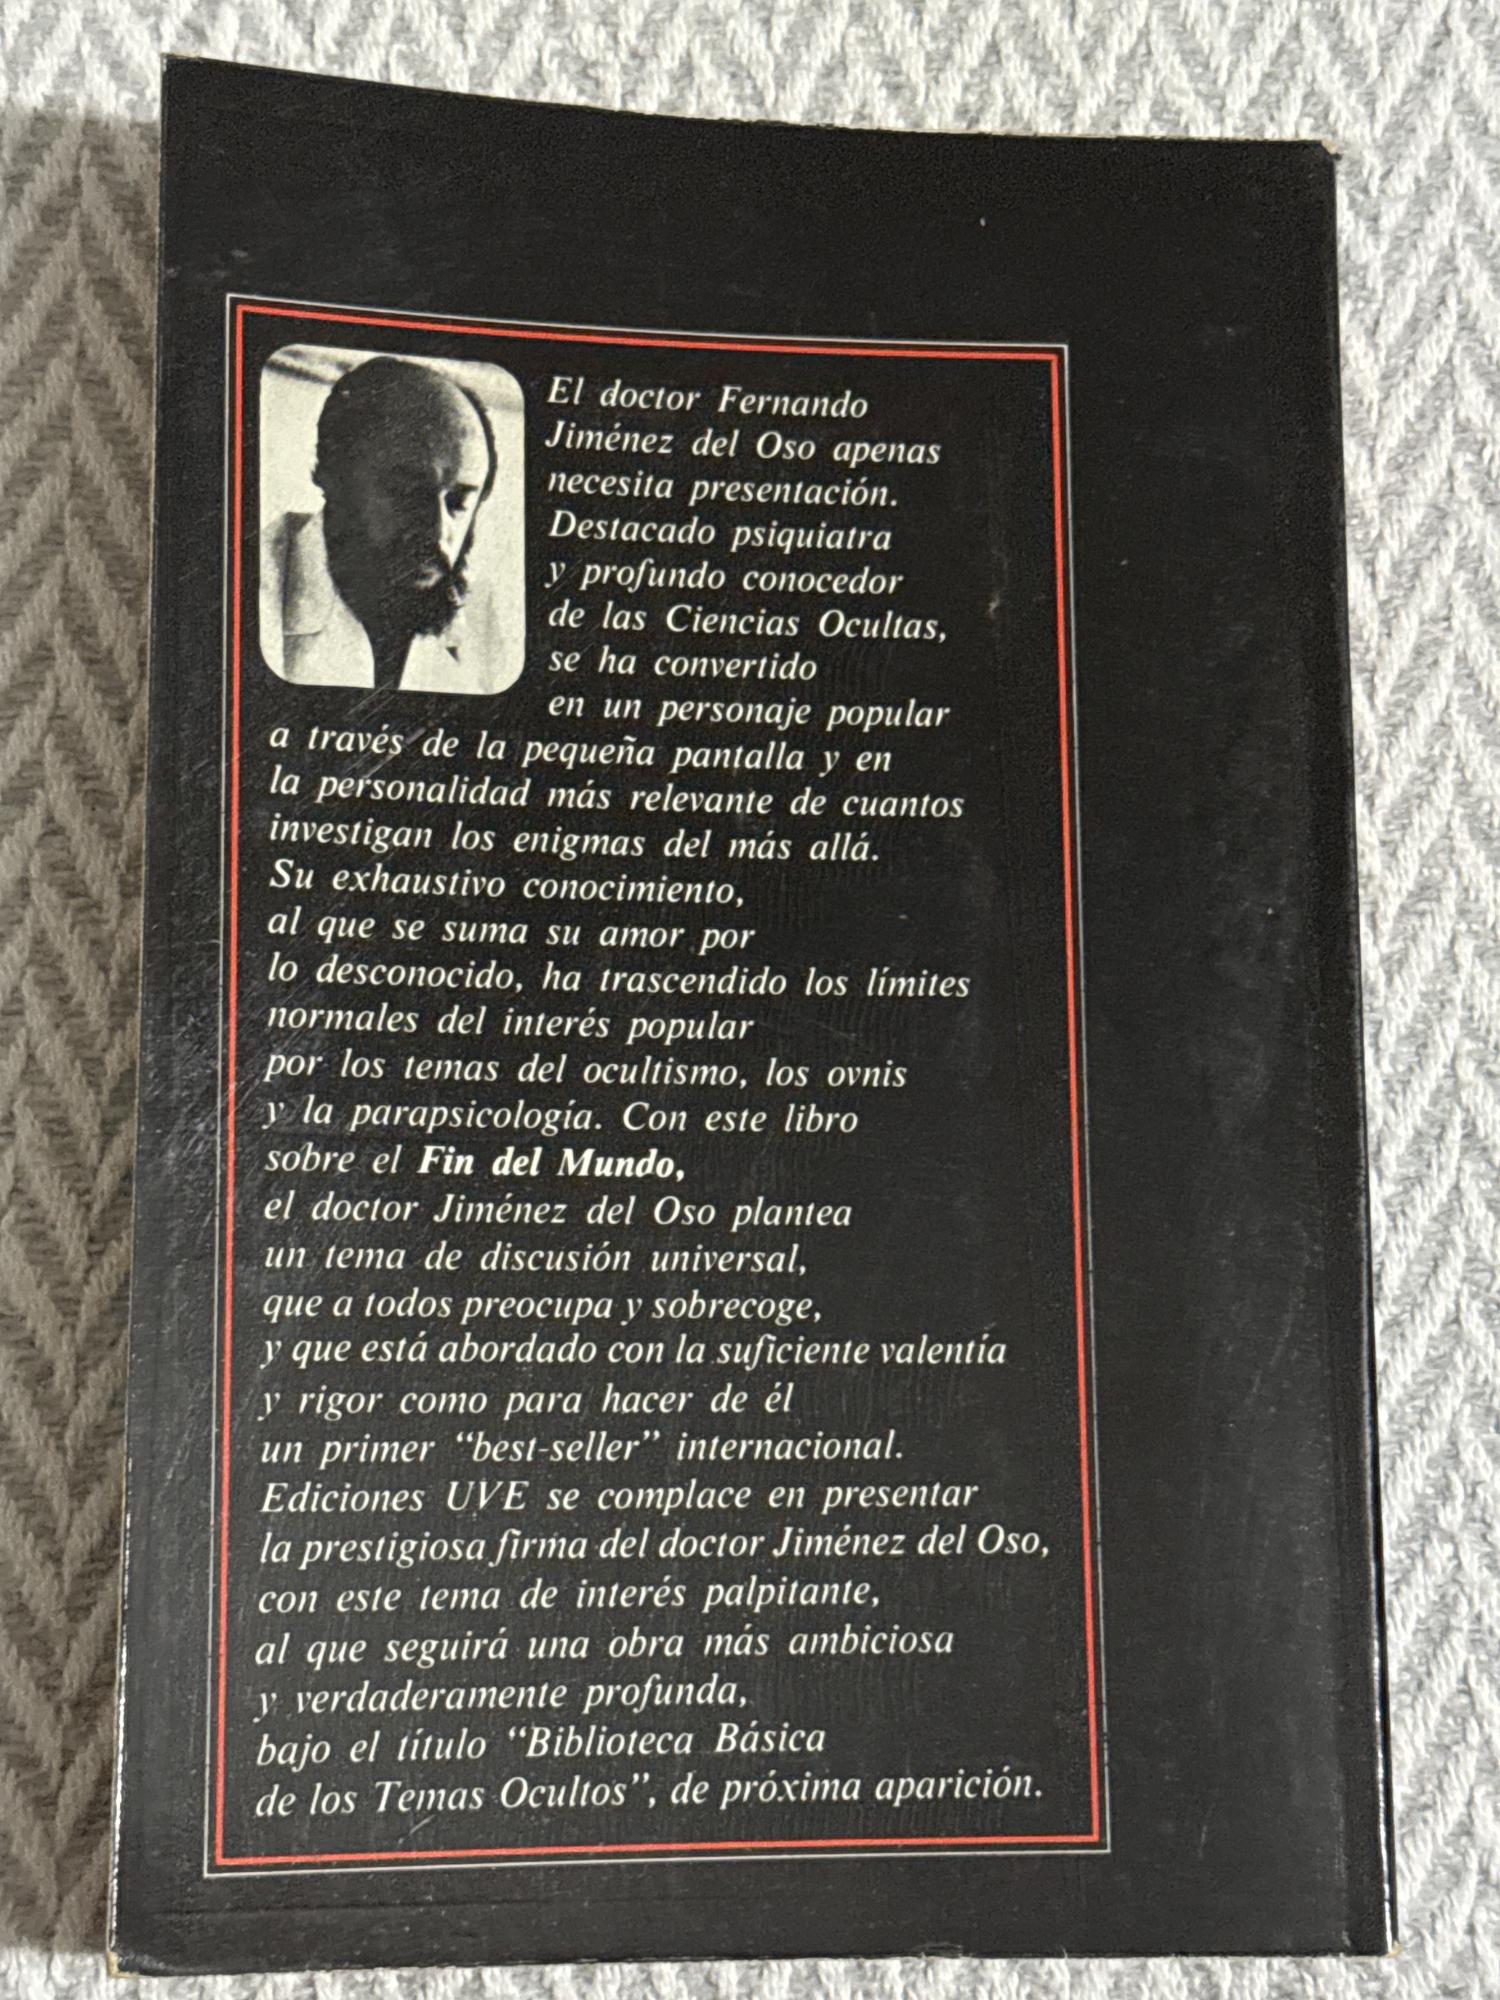 El doctor Fernando
Jiménez del Oso apenas
necesita presentación.
Destacado psiquiatra
y profundo conocedor
de las Ciencias Ocultas,
se ha convertido
en un personaje popular
a través de la pequeña pantalla y en
la personalidad más relevante de cuantos
investigan los enigmas del más allá.
Su exhaustivo conocimiento,
al que se suma su amor por
lo desconocido, ha trascendido los límites
normales del interés popular
por los temas del ocultismo, los ovnis
y la parapsicología. Con este libro
sobre el Fin del Mundo,
el doctor Jiménez del Oso plantea
un tema de discusión universal,
que a todos preocupa y sobrecoge,
y que está abordado con la suficiente valentía
y rigor como para hacer de él
un primer “best-seller” internacional.
Ediciones UVE se complace en presentar
la prestigiosa firma del doctor Jiménez del Oso,
con este tema de interés palpitante,
al que seguirá una obra más ambiciosa
y verdaderamente profunda,
bajo el título “Biblioteca Básica
de los Temas Ocultos”, de próxima aparición.